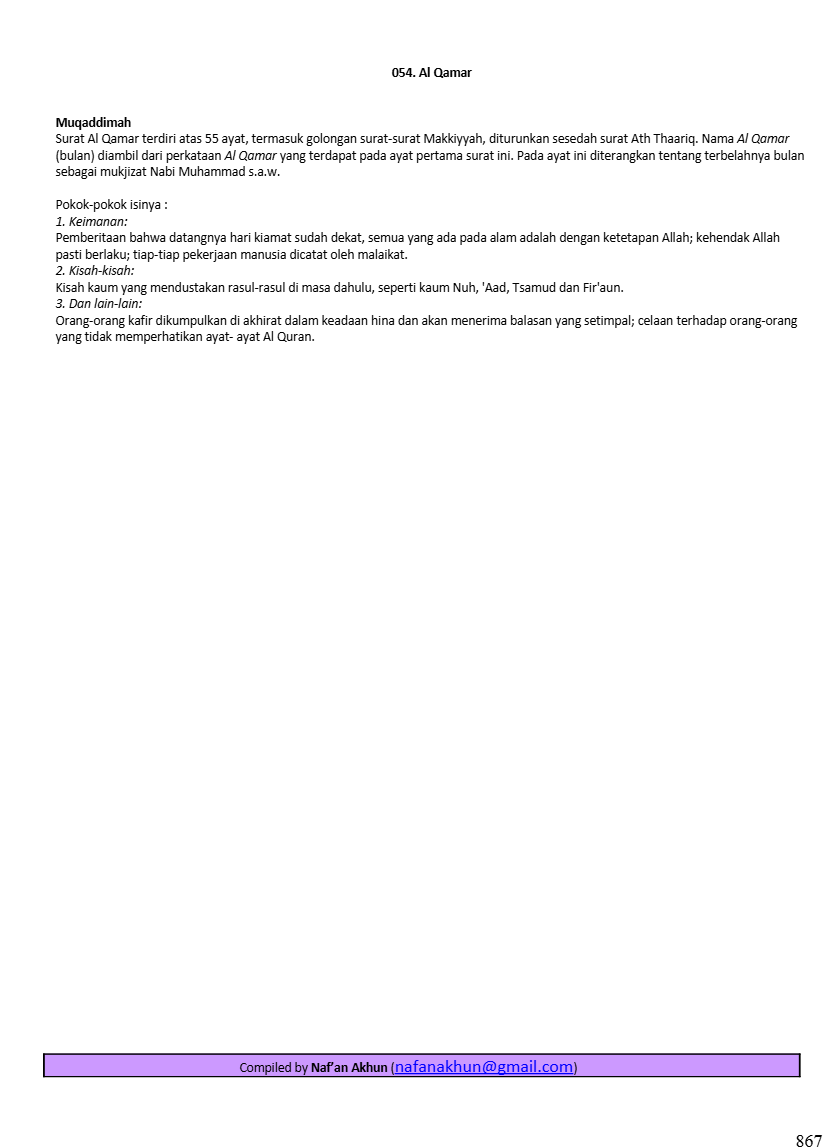 054. Al Qamar
Muqaddimah
Surat Al Qamar terdiri atas 55 ayat, termasuk golongan surat-surat Makkiyyah, diturunkan sesedah surat Ath Thaariq. Nama Al Qamar
(bulan) diambil dari perkataan Al Qamar yang terdapat pada ayat pertama surat ini. Pada ayat ini diterangkan tentang terbelahnya bulan
sebagai mukjizat Nabi Muhammad s.a.w.
Pokok-pokok isinya :
1. Keimanan:
Pemberitaan bahwa datangnya hari kiamat sudah dekat, semua yang ada pada alam adalah dengan ketetapan Allah; kehendak Allah
pasti berlaku; tiap-tiap pekerjaan manusia dicatat oleh malaikat.
2. Kisah-kisah:
Kisah kaum yang mendustakan rasul-rasul di masa dahulu, seperti kaum Nuh, 'Aad, Tsamud dan Fir'aun.
3. Dan lain-lain:
Orang-orang kafir dikumpulkan di akhirat dalam keadaan hina dan akan menerima balasan yang setimpal; celaan terhadap orang-orang
yang tidak memperhatikan ayat- ayat Al Quran.
Compiled by Naf’an Akhun (nafanakhun@gmail.com)
867